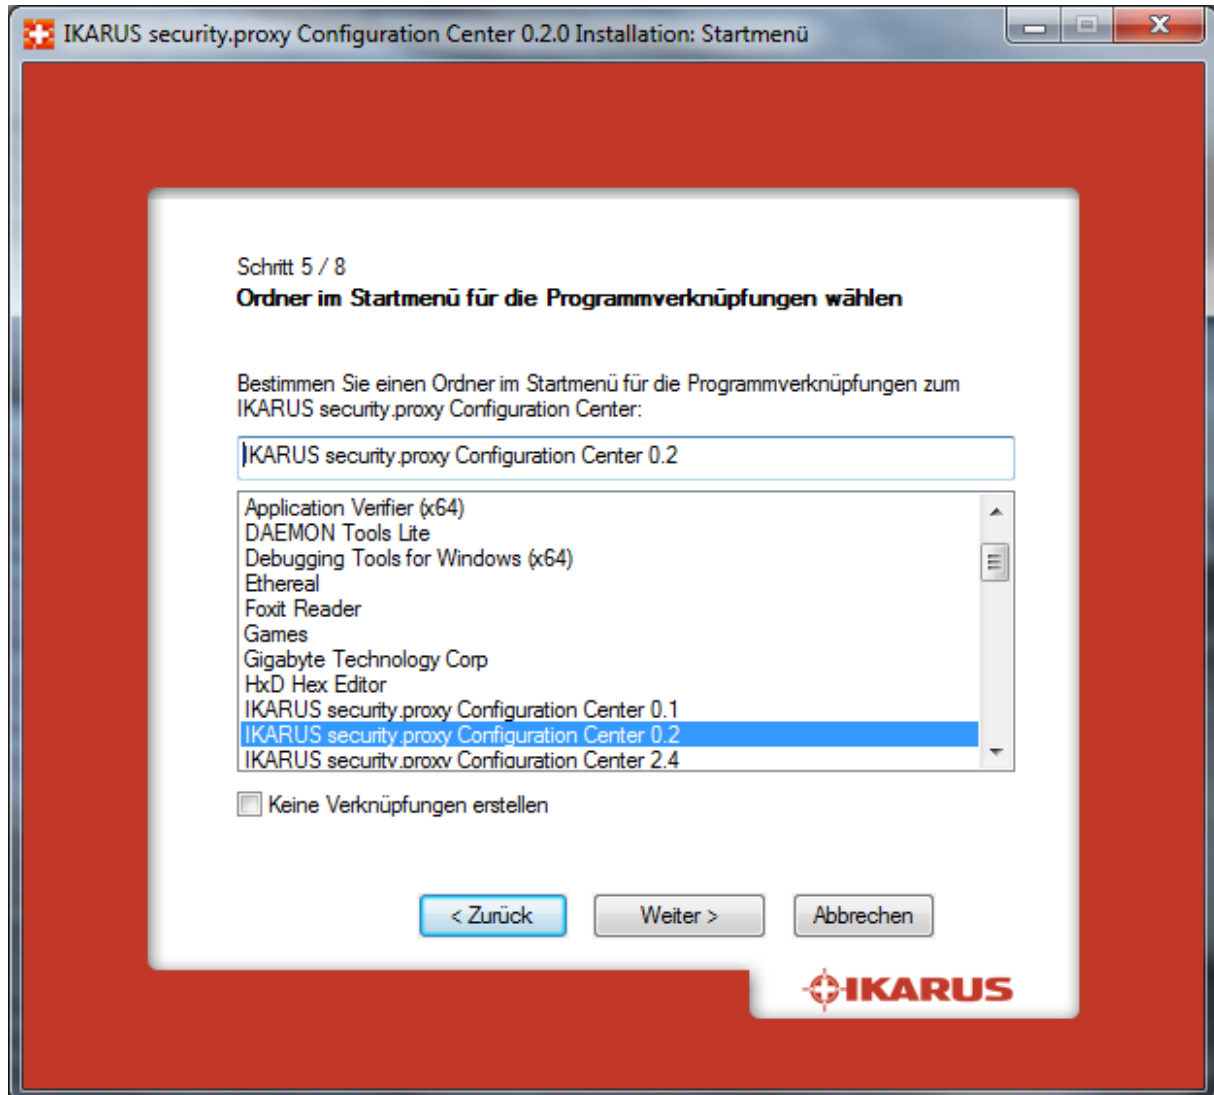 IKARUS security.proxy Configuration Center 0.2.0 Installation: Startmenü
Schritt 5 / 8
Ordner im Startmenü für die Programmverknüpfungen wählen
Bestimmen Sie einen Ordner im Startmenü für die Programmverknüpfungen zum
IKARUS security.proxy Configuration Center:
IKARUS security.proxy Configuration Center 0.2
Application Verifier (x64)
DAEMON Tools Lite
Debugging Tools for Windows (x64)
Ethereal
Foxit Reader
Games
Gigabyte Technology Corp
HxD Hex Editor
IKARUS security.proxy Configuration Center 0.1
IKARUS security.proxy Configuration Center 0.2
IKARUS security.proxy Configuration Center 2.4
Keine Verknüpfungen erstellen
< Zurück
Weiter >
Abbrechen
IKARUS